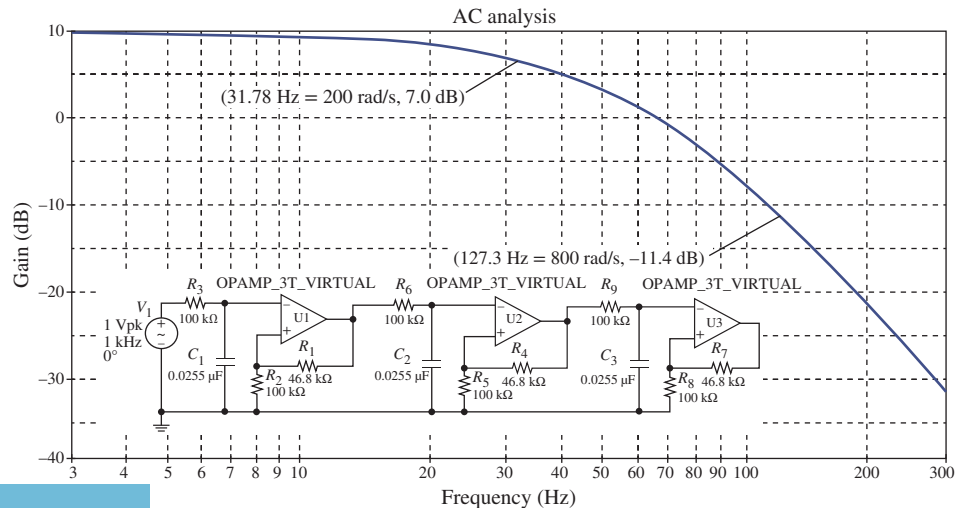 AC analysis
10
0
−10
−20
−30
−40
Gain (dB)
(31.78 Hz = 200 rad/s, 7.0 dB)
(127.3 Hz = 800 rad/s, –11.4 dB)
V1
1 Vpk
1 kHz
0°
+
~
−
R3
100 kΩ
C1
0.0255 µF
OPAMP_3T_VIRTUAL
−
+
U1
R1
46.8 kΩ
R2
100 kΩ
R6
100 kΩ
C2
0.0255 µF
OPAMP_3T_VIRTUAL
−
+
U2
R4
46.8 kΩ
R5
100 kΩ
R9
100 kΩ
C3
0.0255 µF
OPAMP_3T_VIRTUAL
−
+
U3
R7
46.8 kΩ
R8
100 kΩ
3 4 5 6 7 8 9 10 20 30 40 50 60 70 80 90 100 200 300
Frequency (Hz)